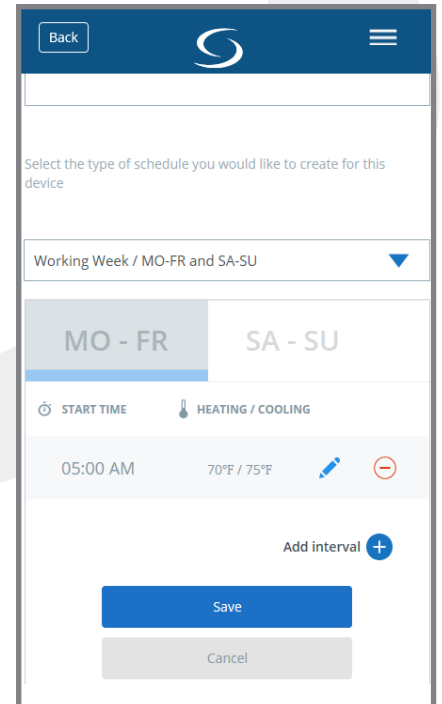 Back
Select the type of schedule you would like to create for this
device
Working Week / MO-FR and SA-SU
MO - FR SA - SU
START TIME HEATING / COOLING
05:00 AM 70°F / 75°F
Add interval
Save
Cancel